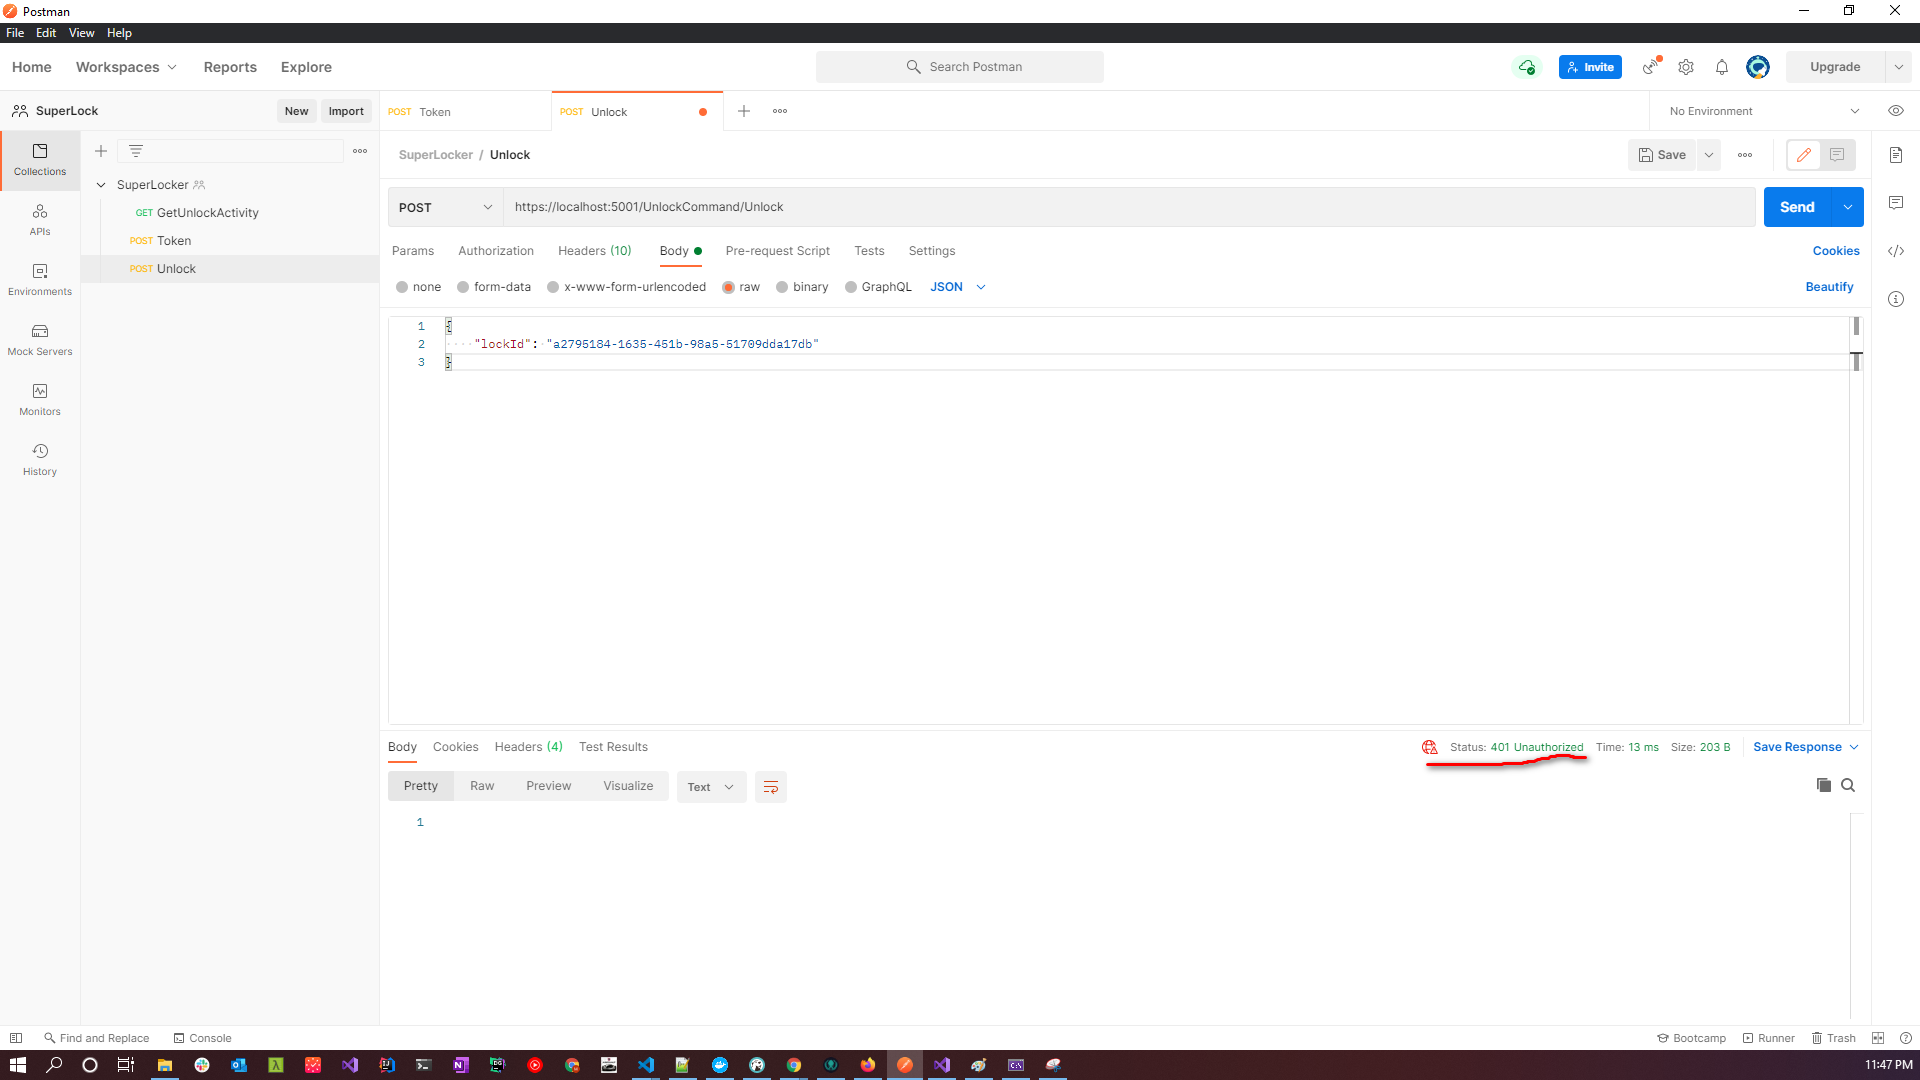 Postman
File Edit View Help
Home Workspaces Reports Explore Search Postman Invite Upgrade
SuperLock New Import POST Token POST Unlock No Environment
SuperLocker / Unlock Save
Collections
SuperLocker
GET GetUnlockActivity
POST Token
POST Unlock
APIs
Environments
Mock Servers
Monitors
History
POST https://localhost:5001/UnlockCommand/Unlock Send
Params Authorization Headers (10) Body Pre-request Script Tests Settings Cookies
none form-data x-www-form-urlencoded raw binary GraphQL JSON Beautify
1 {
2 "lockId": "a2795184-1635-451b-98a5-51709dda17db"
3 }
Body Cookies Headers (4) Test Results Status: 401 Unauthorized Time: 13 ms Size: 203 B Save Response
Pretty Raw Preview Visualize Text
1
Find and Replace Console Bootcamp Runner Trash
11:47 PM